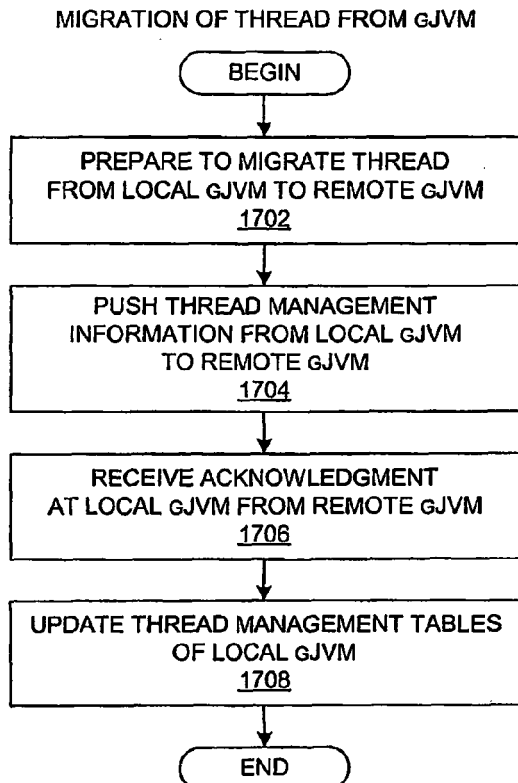 MIGRATION OF THREAD FROM GJVM
BEGIN
PREPARE TO MIGRATE THREAD
FROM LOCAL GJVM TO REMOTE GJVM
1702
PUSH THREAD MANAGEMENT
INFORMATION FROM LOCAL GJVM
TO REMOTE GJVM
1704
RECEIVE ACKNOWLEDGMENT
AT LOCAL GJVM FROM REMOTE GJVM
1706
UPDATE THREAD MANAGEMENT TABLES
OF LOCAL GJVM
1708
END